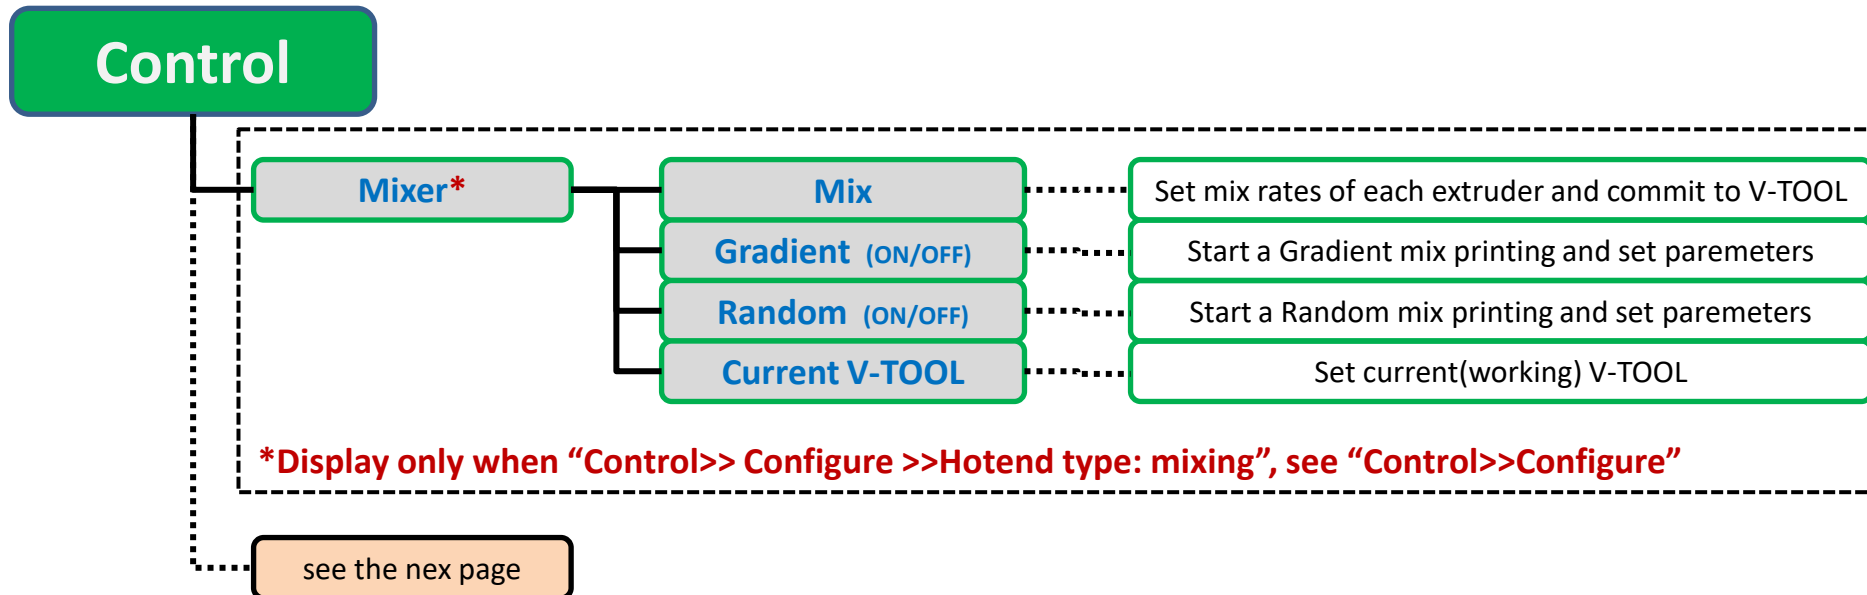 Control
Mixer*
Mix
Set mix rates of each extruder and commit to V-TOOL
Gradient (ON/OFF)
Start a Gradient mix printing and set paremeters
Random (ON/OFF)
Start a Random mix printing and set paremeters
Current V-TOOL
Set current(working) V-TOOL
*Display only when “Control>> Configure >>Hotend type: mixing”, see “Control>>Configure”
see the nex page